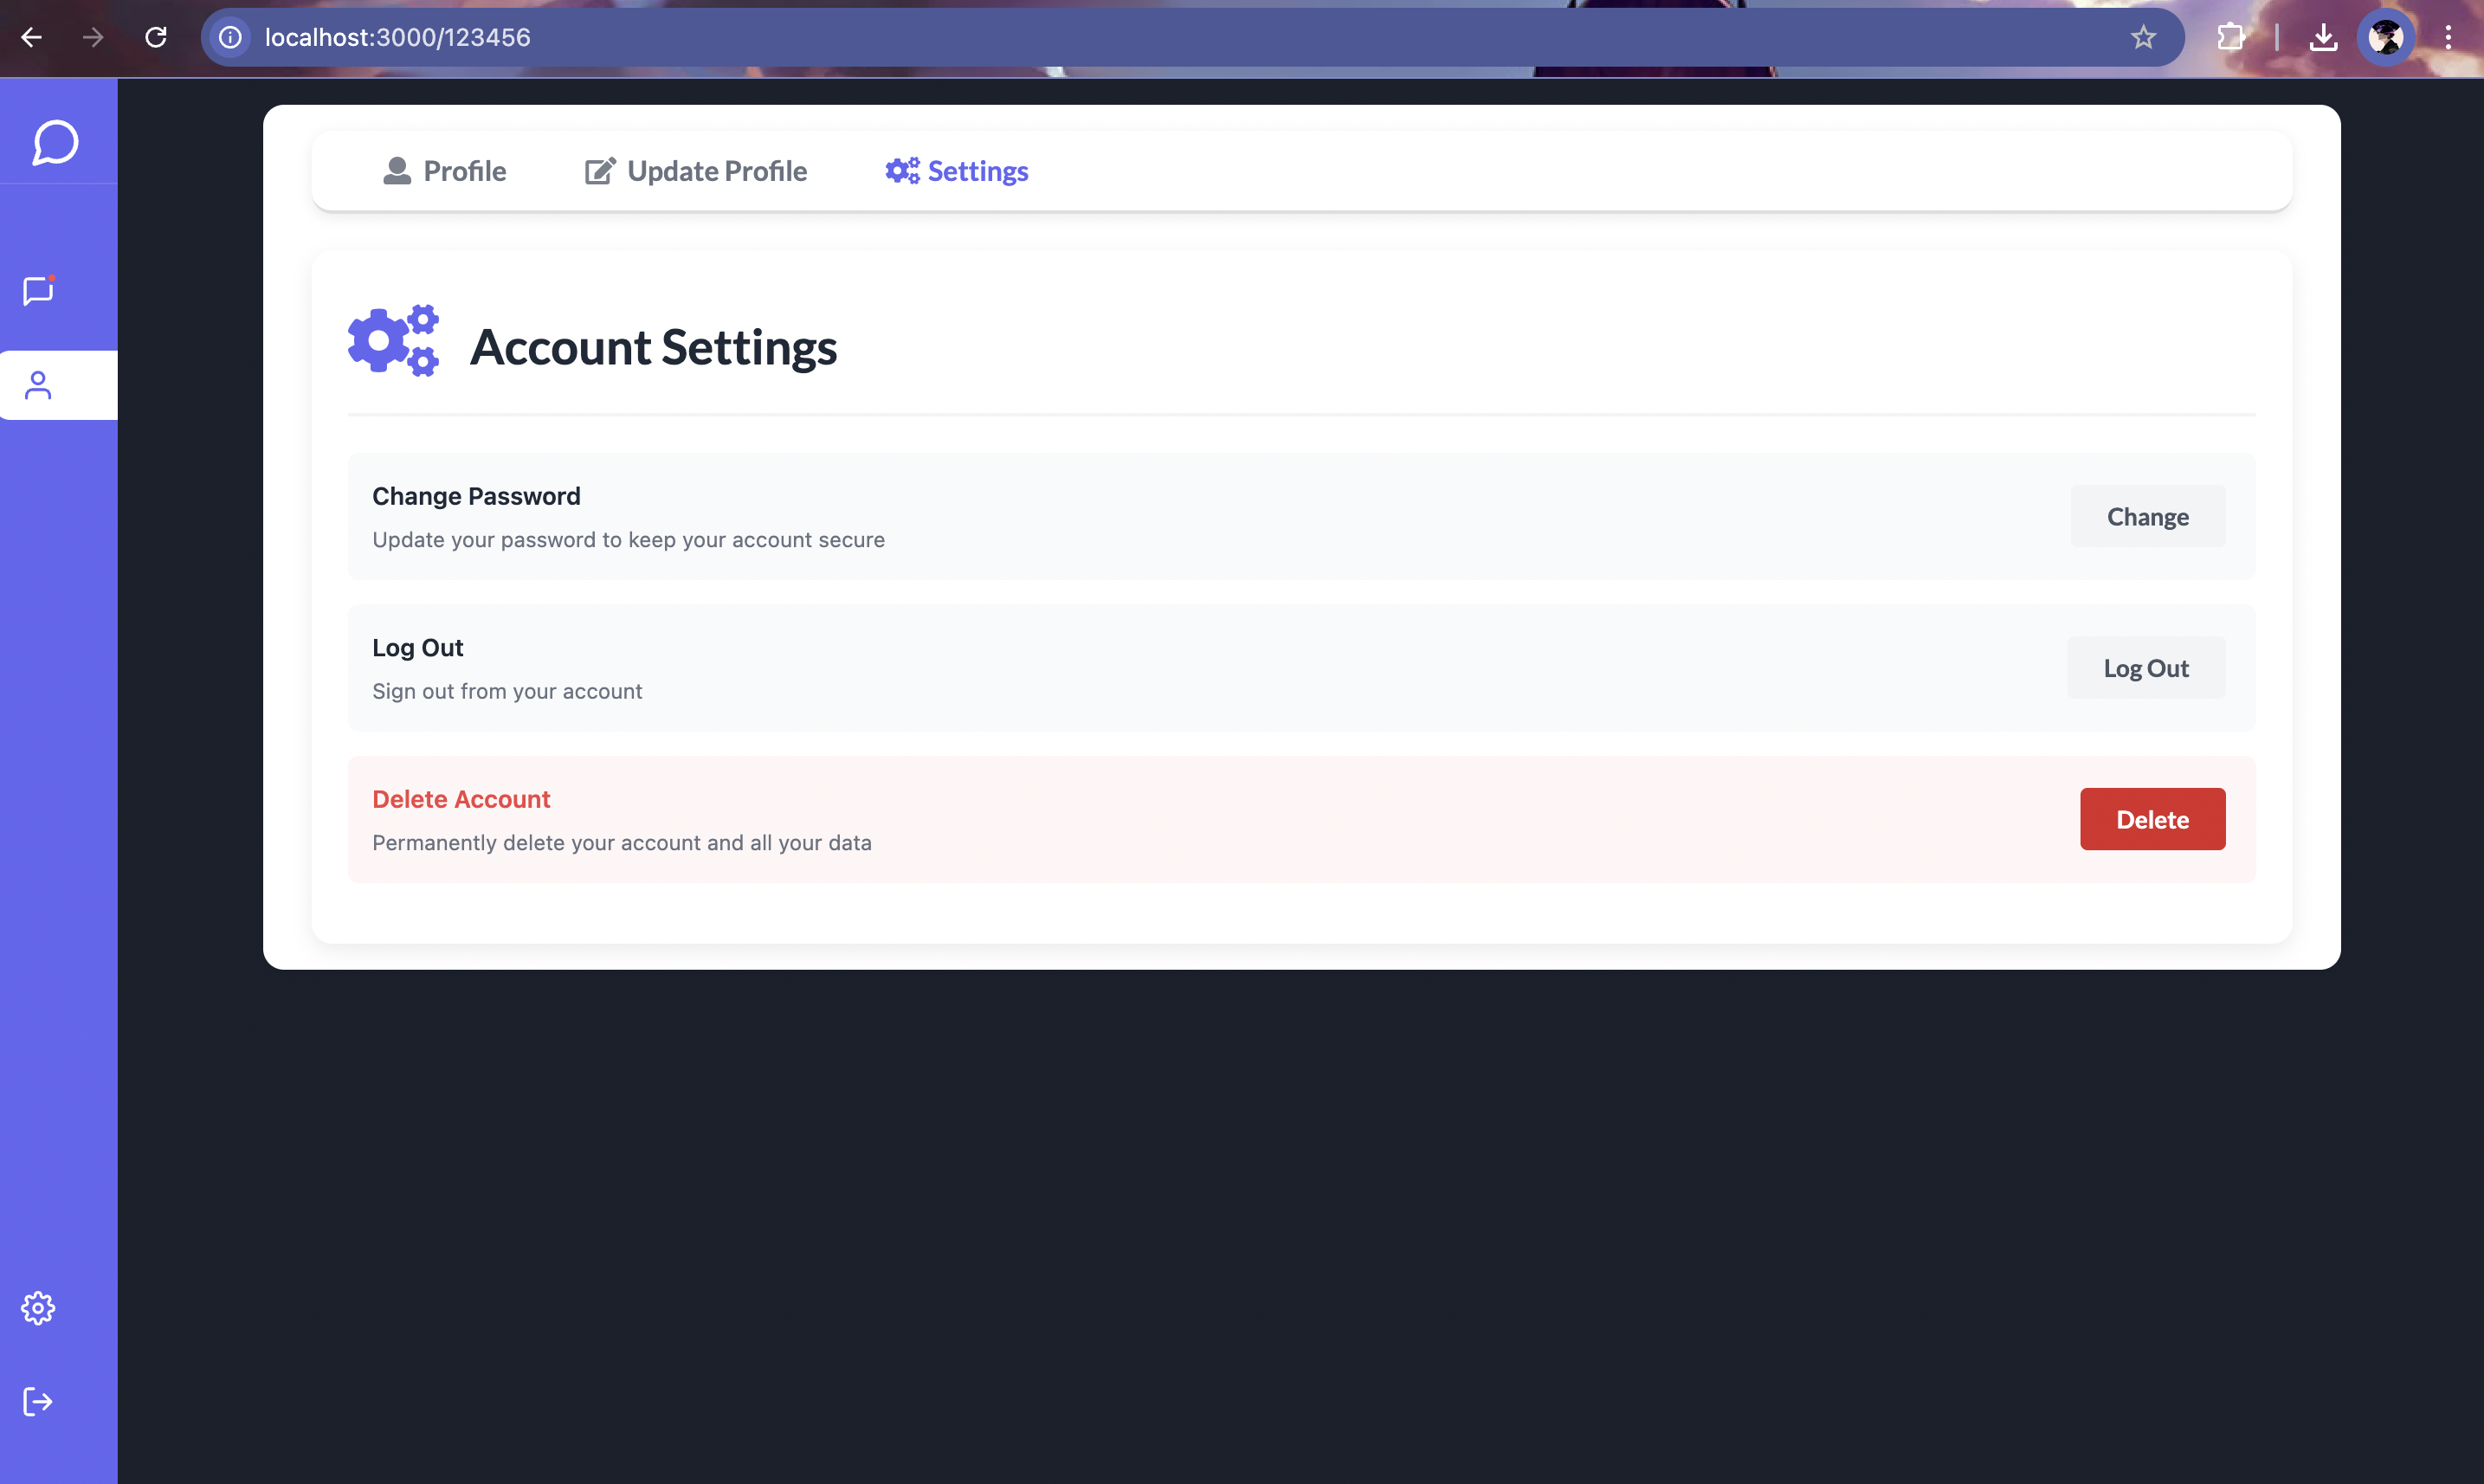 localhost:3000/123456
Profile
Update Profile
Settings
Account Settings
Change Password
Update your password to keep your account secure
Change
Log Out
Sign out from your account
Log Out
Delete Account
Permanently delete your account and all your data
Delete